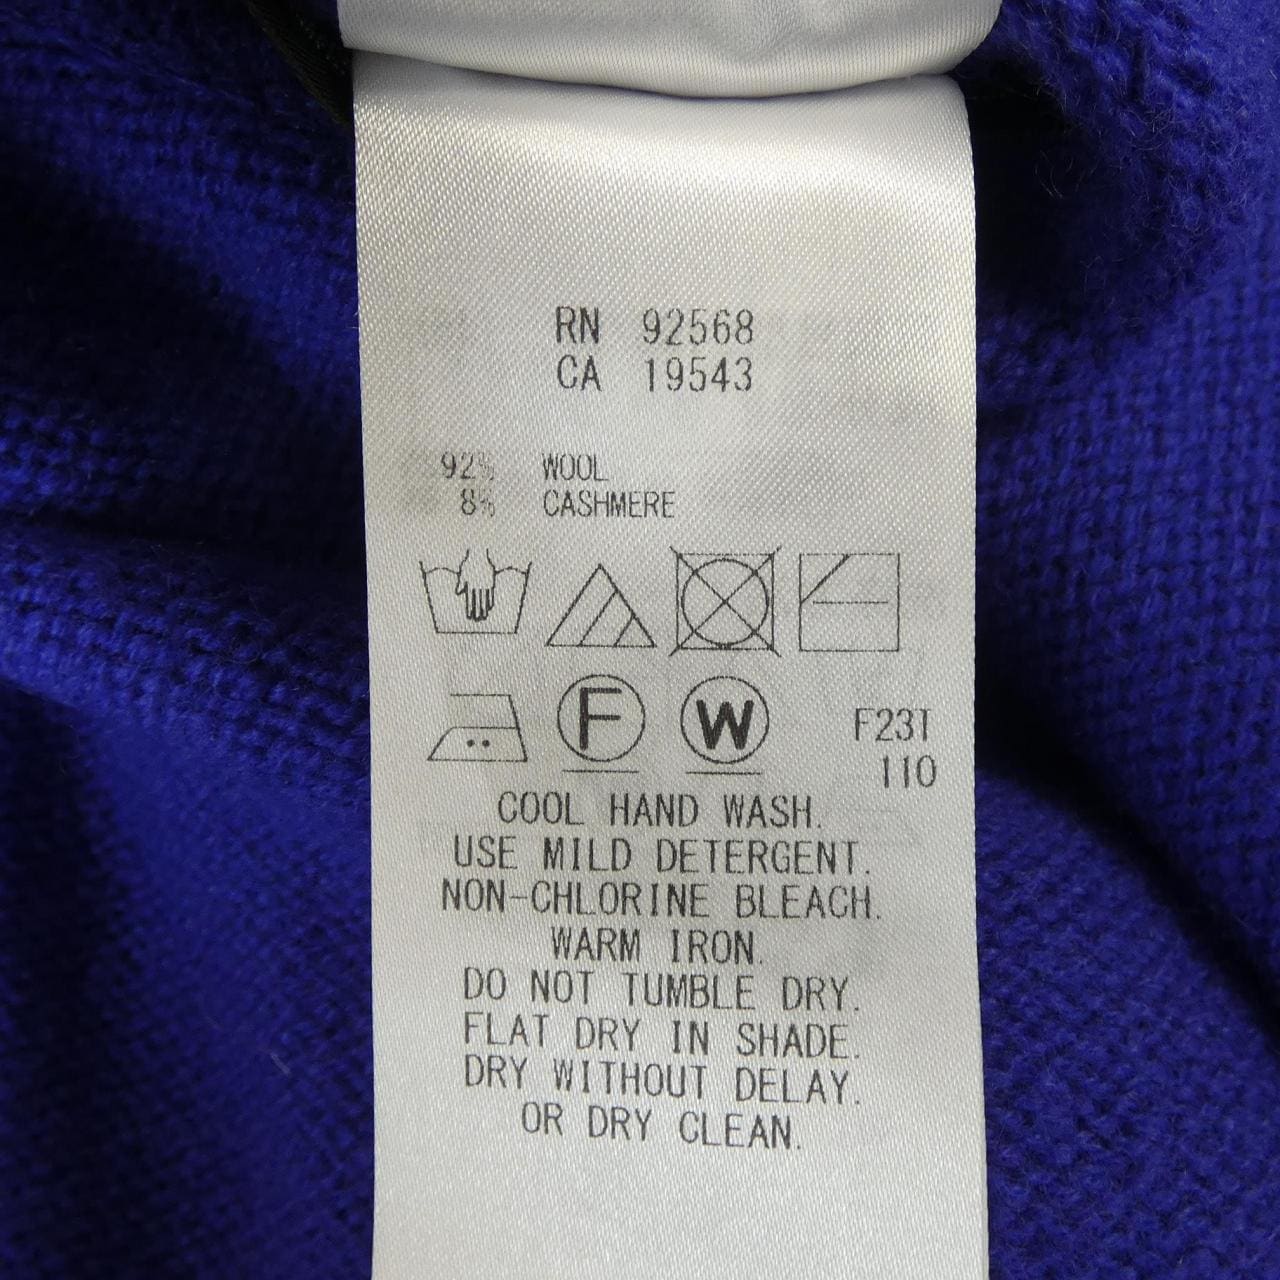 RN 92568
CA 19543
92% WOOL
8% CASHMERE
F W F23T
110
COOL HAND WASH.
USE MILD DETERGENT.
NON-CHLORINE BLEACH.
WARM IRON.
DO NOT TUMBLE DRY.
FLAT DRY IN SHADE.
DRY WITHOUT DELAY.
OR DRY CLEAN.